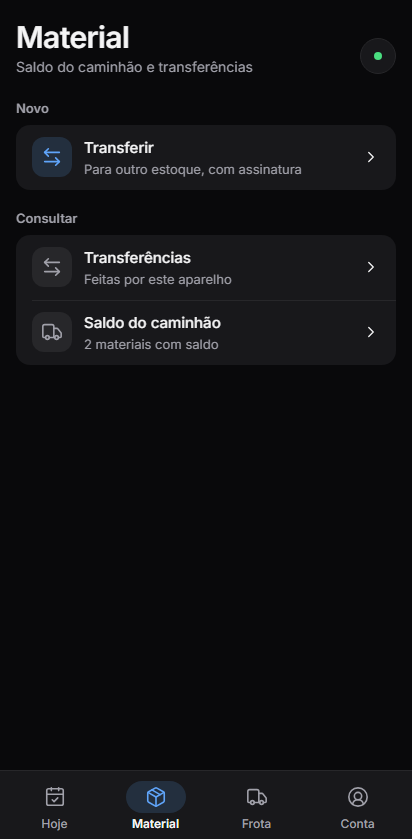 Material
Saldo do caminhão e transferências
Novo
Transferir
Para outro estoque, com assinatura
Consultar
Transferências
Feitas por este aparelho
Saldo do caminhão
2 materiais com saldo
Hoje
Material
Frota
Conta